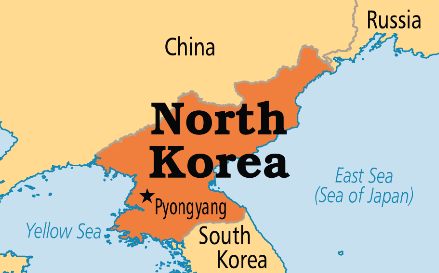 Russia
China
North
Korea
East Sea
(Sea of Japan)
Pyongyang
Yellow Sea
South
Korea